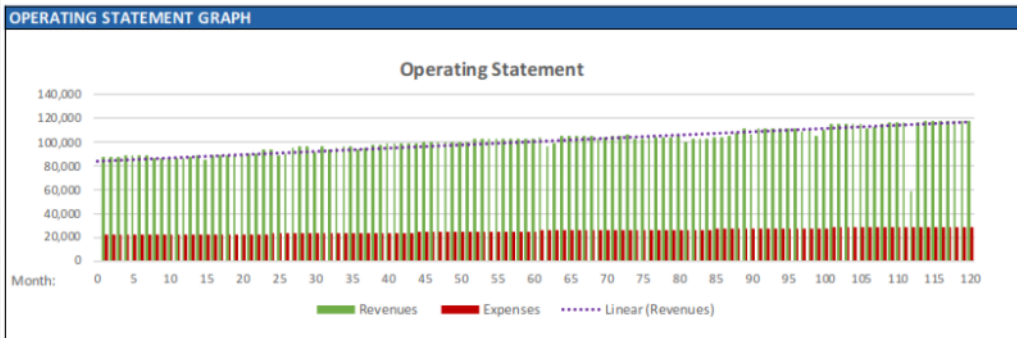 OPERATING STATEMENT GRAPH
Operating Statement
140,000
120,000
100,000
80,000
60,000
40,000
20,000
0
Month: 0 5 10 15 20 25 30 35 40 45 50 55 60 65 70 75 80 85 90 95 100 105 110 115 120
Revenues Expenses Linear (Revenues)